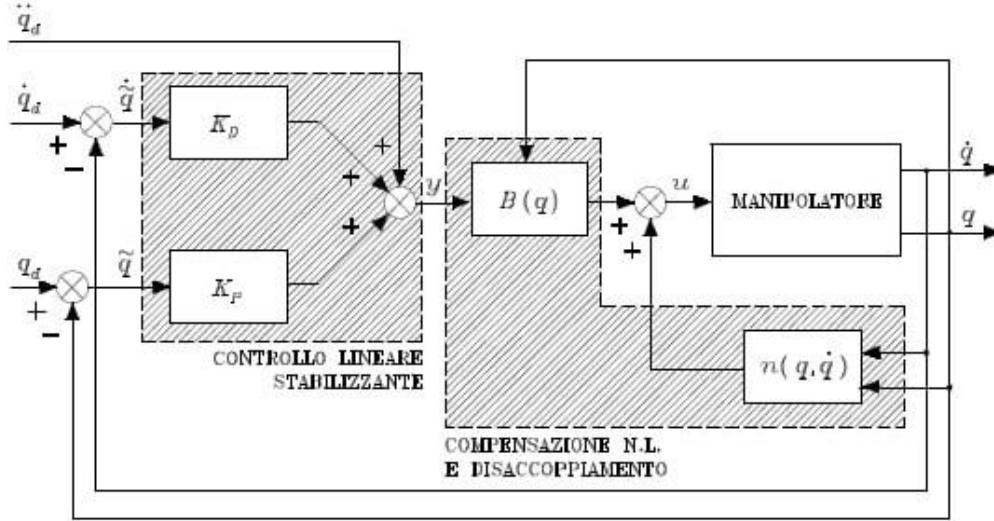 q̈_d
q̇_d
+
−
q̃̇
K_D
+
+
+
y
B(q)
+
+
u
MANIPOLATORE
q̇
q
q_d
+
−
q̃
K_P
n(q,q̇)
CONTROLLO LINEARE
STABILIZZANTE
COMPENSAZIONE N.L.
E DISACCOPPIAMENTO